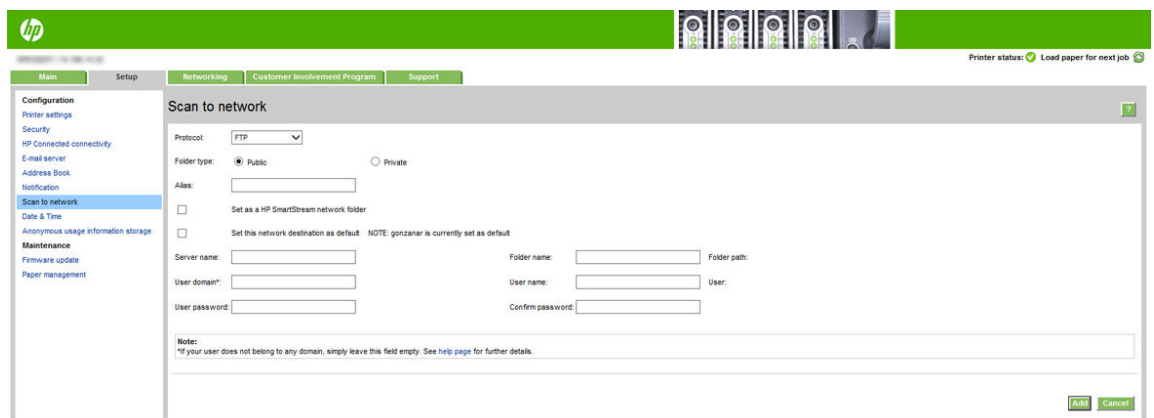 hp
Printer status: Load paper for next job
Main Setup Networking Customer Involvement Program Support
Configuration
Printer settings
Security
HP Connected connectivity
E-mail server
Address Book
Notification
Scan to network
Date & Time
Anonymous usage information storage
Maintenance
Firmware update
Paper management
Scan to network
?
Protocol: FTP
Folder type: Public Private
Alias:
Set as a HP SmartStream network folder
Set this network destination as default NOTE: gonzanar is currently set as default
Server name: Folder name: Folder path:
User domain*: User name: User:
User password: Confirm password:
Note:
*If your user does not belong to any domain, simply leave this field empty. See help page for further details.
Add Cancel